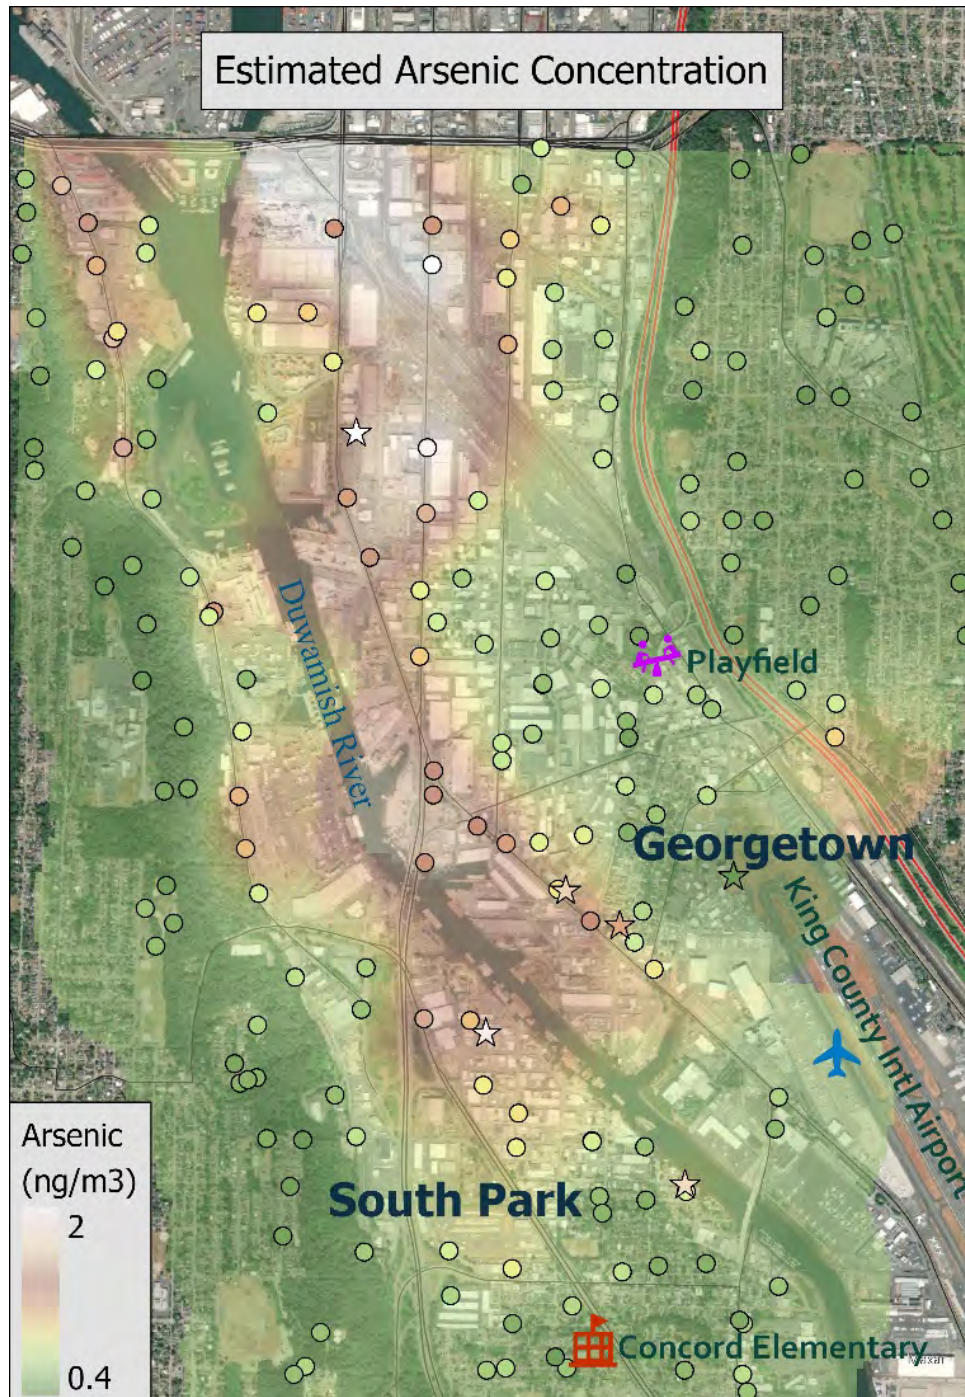 Estimated Arsenic Concentration
Duwamish River
Playfield
Georgetown
King County Intl Airport
Arsenic
(ng/m3)
2
0.4
South Park
Concord Elementary
Maxar